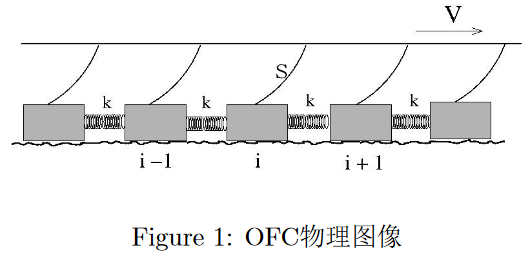 V
S
k k k k
i −1 i i + 1
Figure 1: OFC物理图像